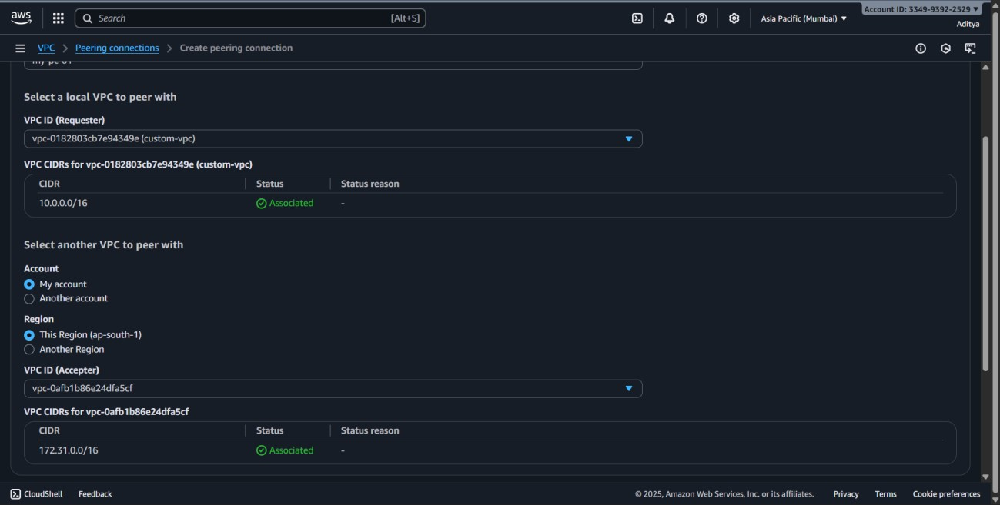 aws
Search
[Alt+S]
Asia Pacific (Mumbai)
Account ID: 3349-9392-2529
Aditya
VPC
Peering connections
Create peering connection
Select a local VPC to peer with
VPC ID (Requester)
vpc-0182803cb7e94349e (custom-vpc)
VPC CIDRs for vpc-0182803cb7e94349e (custom-vpc)
CIDR Status Status reason
10.0.0.0/16 Associated -
Select another VPC to peer with
Account
My account
Another account
Region
This Region (ap-south-1)
Another Region
VPC ID (Accepter)
vpc-0afb1b86e24dfa5cf
VPC CIDRs for vpc-0afb1b86e24dfa5cf
CIDR Status Status reason
172.31.0.0/16 Associated -
CloudShell Feedback © 2025, Amazon Web Services, Inc. or its affiliates. Privacy Terms Cookie preferences